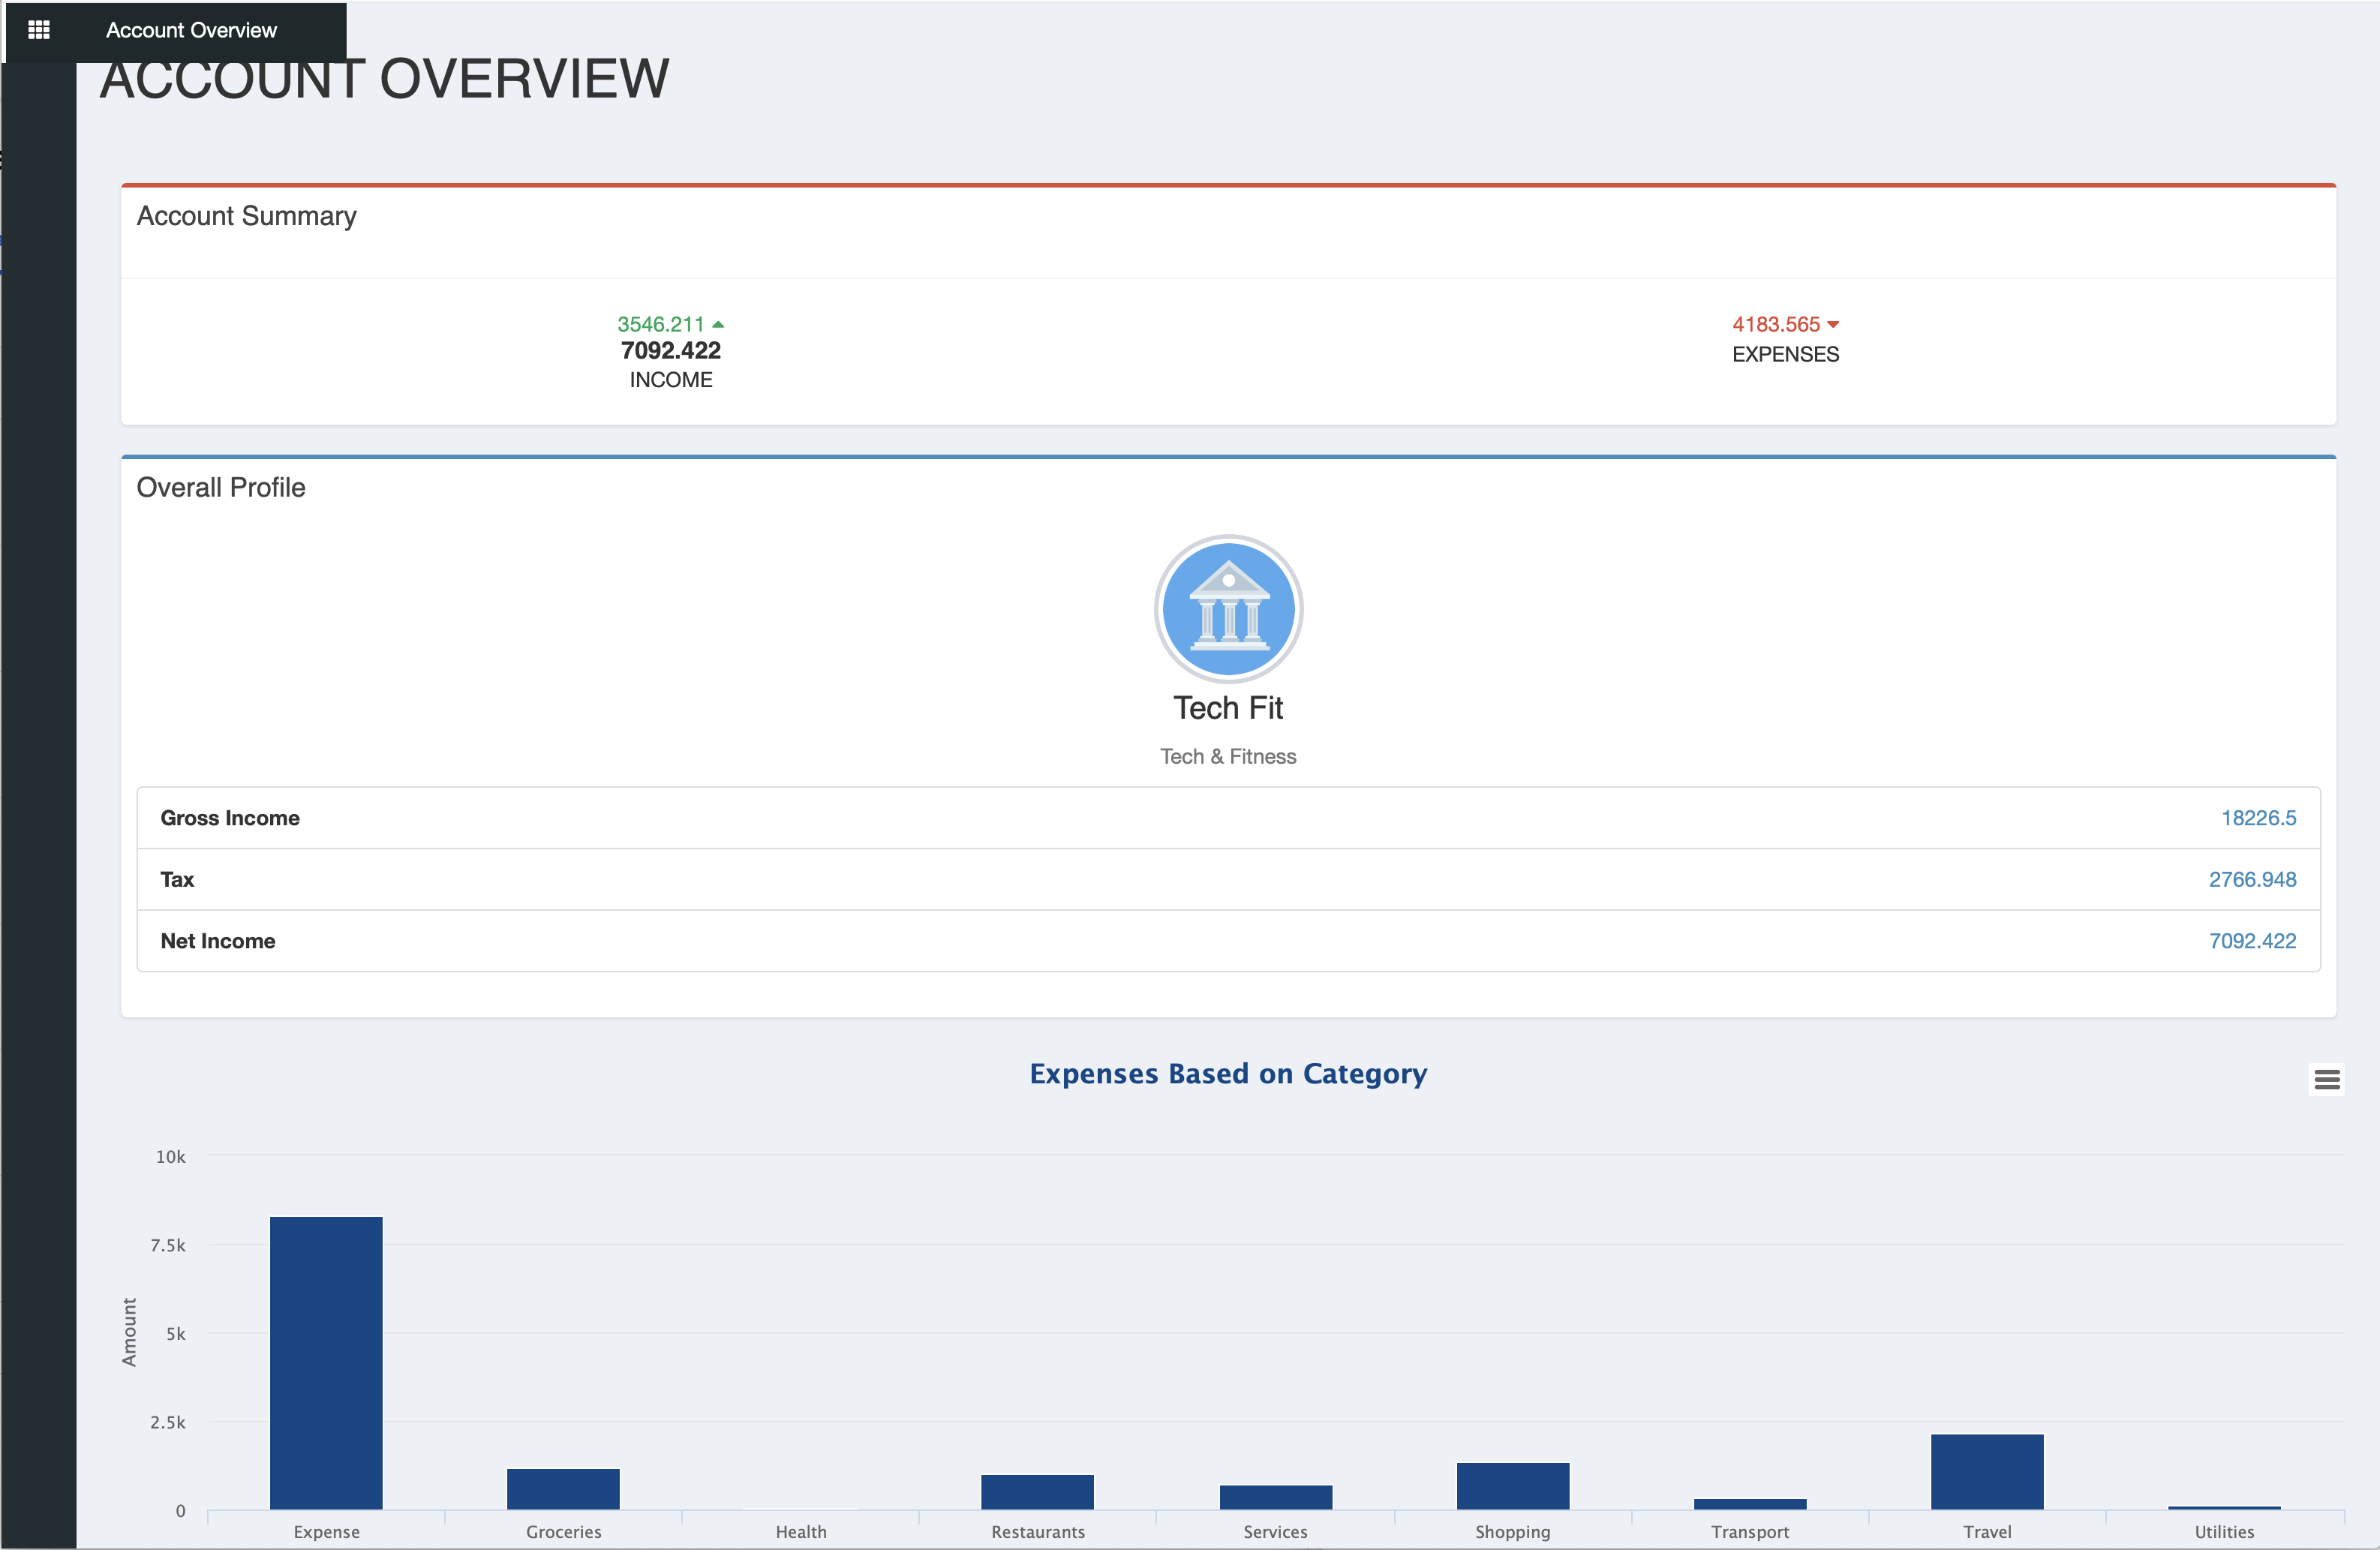 Account Overview
ACCOUNT OVERVIEW
Account Summary
3546.211
7092.422
INCOME
4183.565
EXPENSES
Overall Profile
Tech Fit
Tech & Fitness
Gross Income 18226.5
Tax 2766.948
Net Income 7092.422
Expenses Based on Category
10k
7.5k
5k
2.5k
0
Amount
Expense Groceries Health Restaurants Services Shopping Transport Travel Utilities